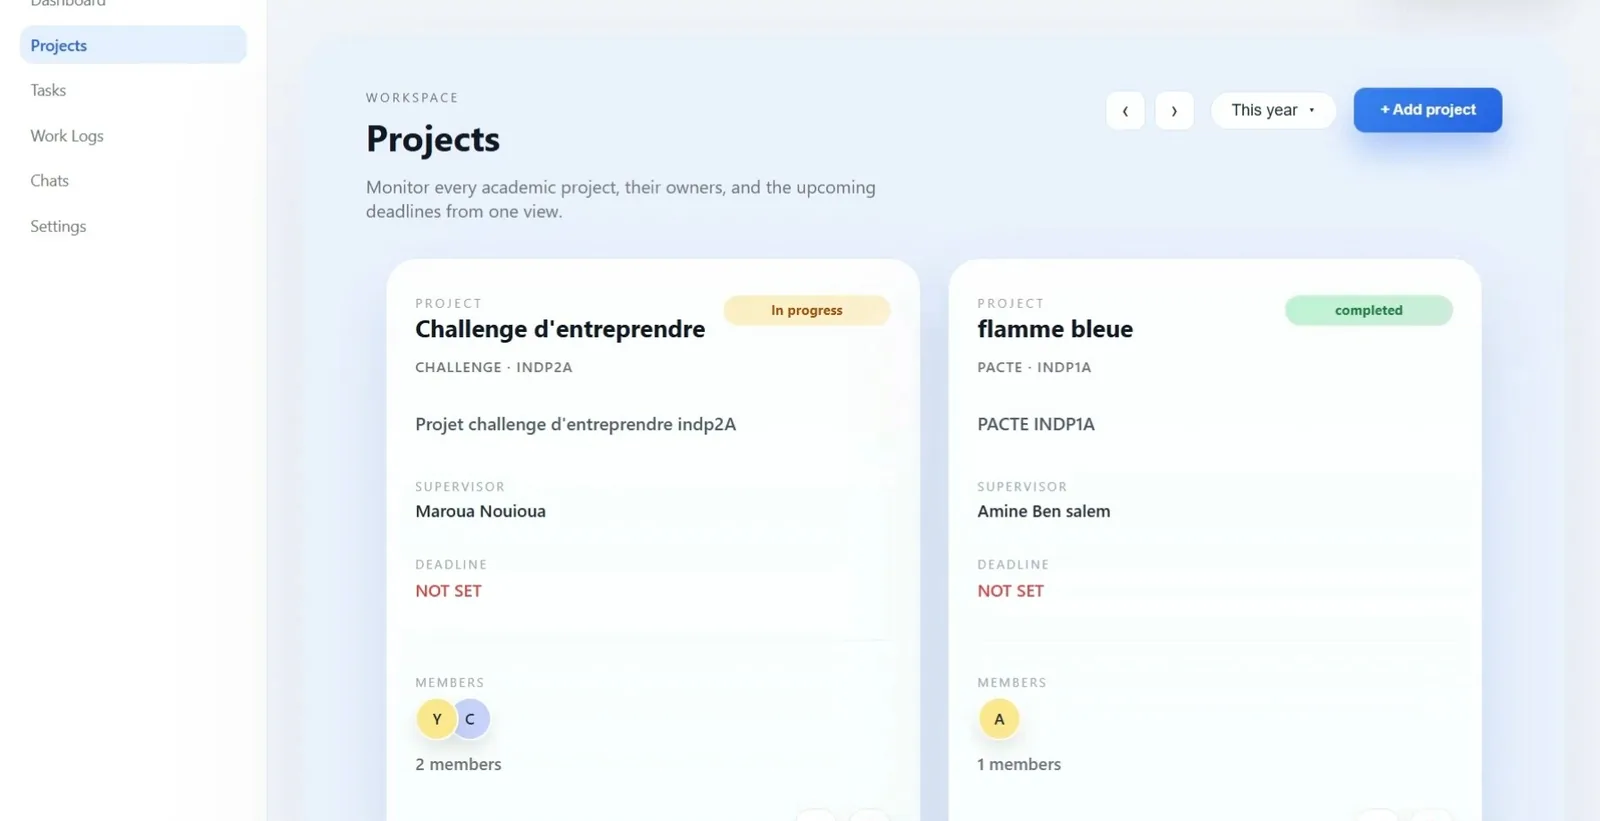 Dashboard
Projects
Tasks
Work Logs
Chats
Settings
WORKSPACE
Projects
Monitor every academic project, their owners, and the upcoming
deadlines from one view.
‹ › This year
+ Add project
PROJECT
Challenge d'entreprendre
In progress
CHALLENGE · INDP2A
Projet challenge d'entreprendre indp2A
SUPERVISOR
Maroua Nouioua
DEADLINE
NOT SET
MEMBERS
Y C
2 members
PROJECT
flamme bleue
completed
PACTE · INDP1A
PACTE INDP1A
SUPERVISOR
Amine Ben salem
DEADLINE
NOT SET
MEMBERS
A
1 members